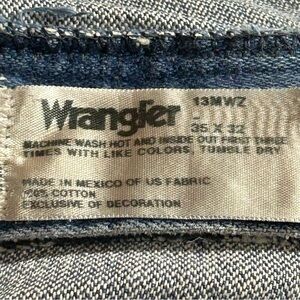 Wrangler 13MWZ
35 X 32
MACHINE WASH HOT AND INSIDE OUT FIRST THREE
TIMES WITH LIKE COLORS, TUMBLE DRY
MADE IN MEXICO OF US FABRIC
100% COTTON
EXCLUSIVE OF DECORATION